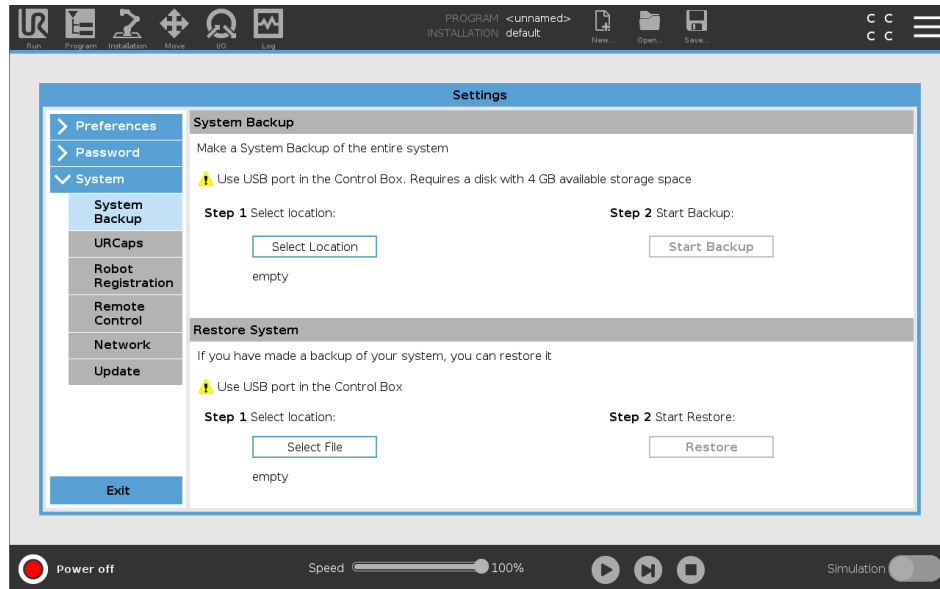 PROGRAM <unnamed>
INSTALLATION default
UR
C C
C C
Run
Program
Installation
Move
I/O
Log
New...
Open...
Save...
Settings
Preferences
Password
System
System
Backup
URCaps
Robot
Registration
Remote
Control
Network
Update
Exit
System Backup
Make a System Backup of the entire system
Use USB port in the Control Box. Requires a disk with 4 GB available storage space
Step 1 Select location:
Step 2 Start Backup:
Select Location
Start Backup
empty
Restore System
If you have made a backup of your system, you can restore it
Use USB port in the Control Box
Step 1 Select location:
Step 2 Start Restore:
Select File
Restore
empty
Power off
Speed
100%
Simulation